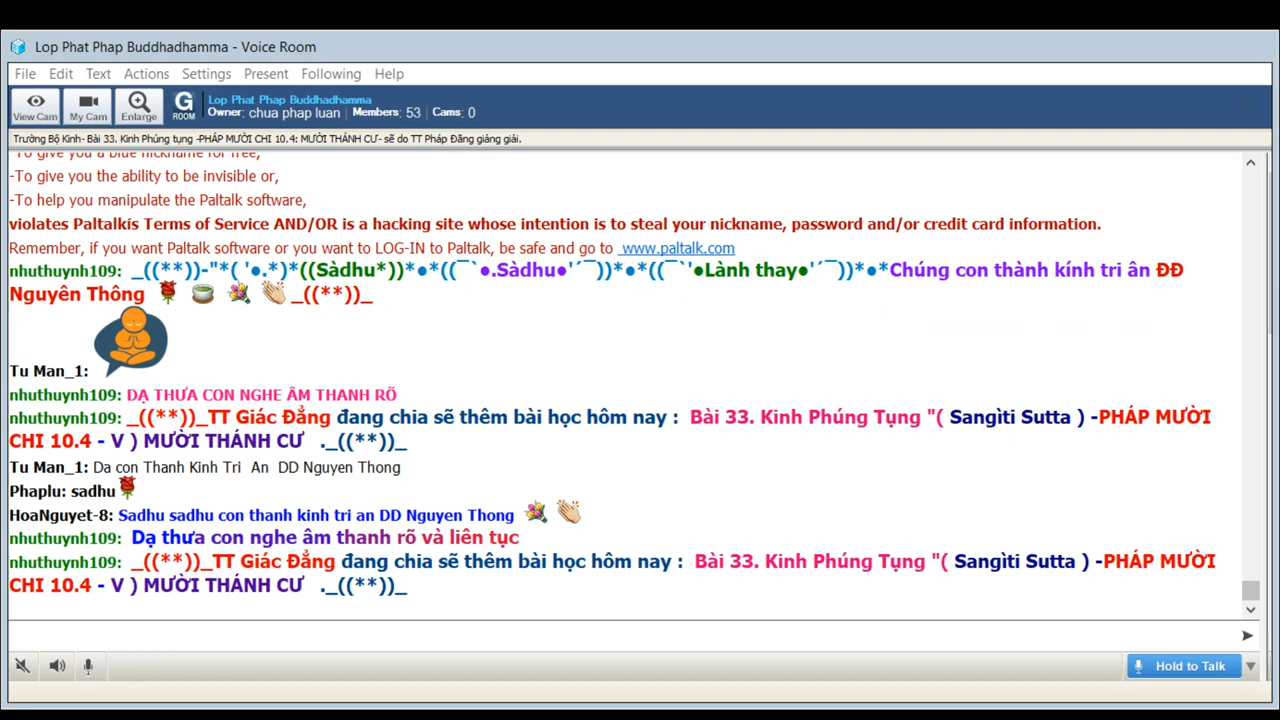 Lop Phat Phap Buddhadhamma - Voice Room
File Edit Text Actions Settings Present Following Help
View Cam My Cam Enlarge G ROOM Lop Phat Phap Buddhadhamma
Owner: chua phap luan | Members: 53 | Cams: 0
Trường Bộ Kinh- Bài 33. Kinh Phúng tụng -PHÁP MƯỜI CHI 10.4: MƯỜI THÁNH CƯ- sẽ do TT Pháp Đăng giảng giải.
-To give you a blue nickname for free,
-To give you the ability to be invisible or,
-To help you manipulate the Paltalk software,
violates Paltalkís Terms of Service AND/OR is a hacking site whose intention is to steal your nickname, password and/or credit card information.
Remember, if you want Paltalk software or you want to LOG-IN to Paltalk, be safe and go to www.paltalk.com
nhuthuynh109: _((**))-"*( '●.*)*((Sàdhu*))*●*((¯`●.Sàdhu●'´¯))*●*((¯`'●Lành thay●'´¯))*●*Chúng con thành kính tri ân ĐĐ
Nguyên Thông _((**))_
Tu Man_1:
nhuthuynh109: DẠ THƯA CON NGHE ÂM THANH RÕ
nhuthuynh109: _((**))_TT Giác Đẳng đang chia sẽ thêm bài học hôm nay : Bài 33. Kinh Phúng Tụng "( Sangìti Sutta ) -PHÁP MƯỜI
CHI 10.4 - V ) MƯỜI THÁNH CƯ ._((**))_
Tu Man_1: Da con Thanh Kinh Tri An DD Nguyen Thong
Phaplu: sadhu
HoaNguyet-8: Sadhu sadhu con thanh kinh tri an DD Nguyen Thong
nhuthuynh109: Dạ thưa con nghe âm thanh rõ và liên tục
nhuthuynh109: _((**))_TT Giác Đẳng đang chia sẽ thêm bài học hôm nay : Bài 33. Kinh Phúng Tụng "( Sangìti Sutta ) -PHÁP MƯỜI
CHI 10.4 - V ) MƯỜI THÁNH CƯ ._((**))_
Hold to Talk